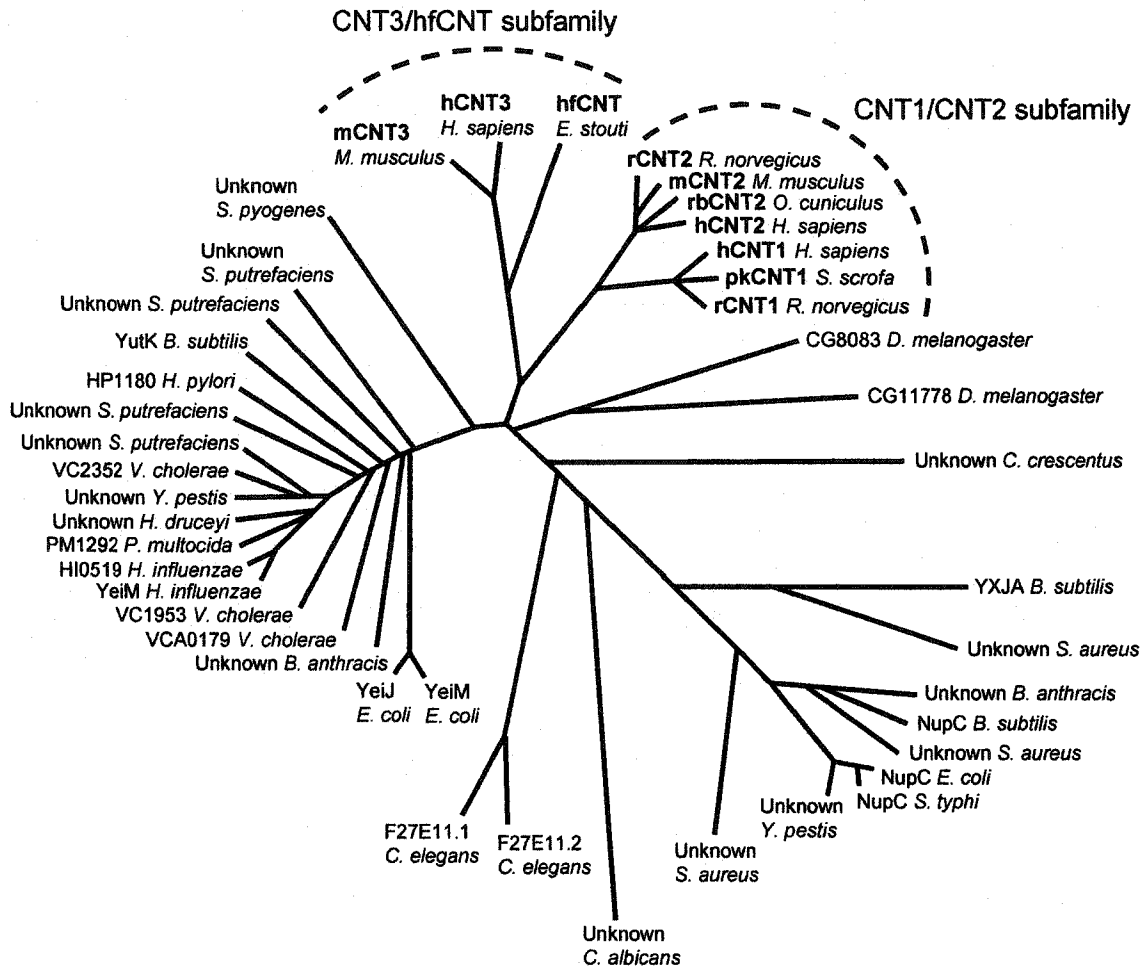 CNT3/hfCNT subfamily
CNT1/CNT2 subfamily
hCNT3
H. sapiens
hfCNT
E. stouti
mCNT3
M. musculus
rCNT2 R. norvegicus
mCNT2 M. musculus
rbCNT2 O. cuniculus
hCNT2 H. sapiens
hCNT1 H. sapiens
pkCNT1 S. scrofa
rCNT1 R. norvegicus
CG8083 D. melanogaster
CG11778 D. melanogaster
Unknown C. crescentus
YXJA B. subtilis
Unknown S. aureus
Unknown B. anthracis
NupC B. subtilis
Unknown S. aureus
NupC E. coli
NupC S. typhi
Unknown
Y. pestis
Unknown
S. aureus
Unknown
C. albicans
F27E11.2
C. elegans
F27E11.1
C. elegans
YeiM
E. coli
YeiJ
E. coli
Unknown B. anthracis
VCA0179 V. cholerae
VC1953 V. cholerae
YeiM H. influenzae
HI0519 H. influenzae
PM1292 P. multocida
Unknown H. druceyi
Unknown Y. pestis
VC2352 V. cholerae
Unknown S. putrefaciens
Unknown S. putrefaciens
HP1180 H. pylori
YutK B. subtilis
Unknown S. putrefaciens
Unknown
S. putrefaciens
Unknown
S. pyogenes